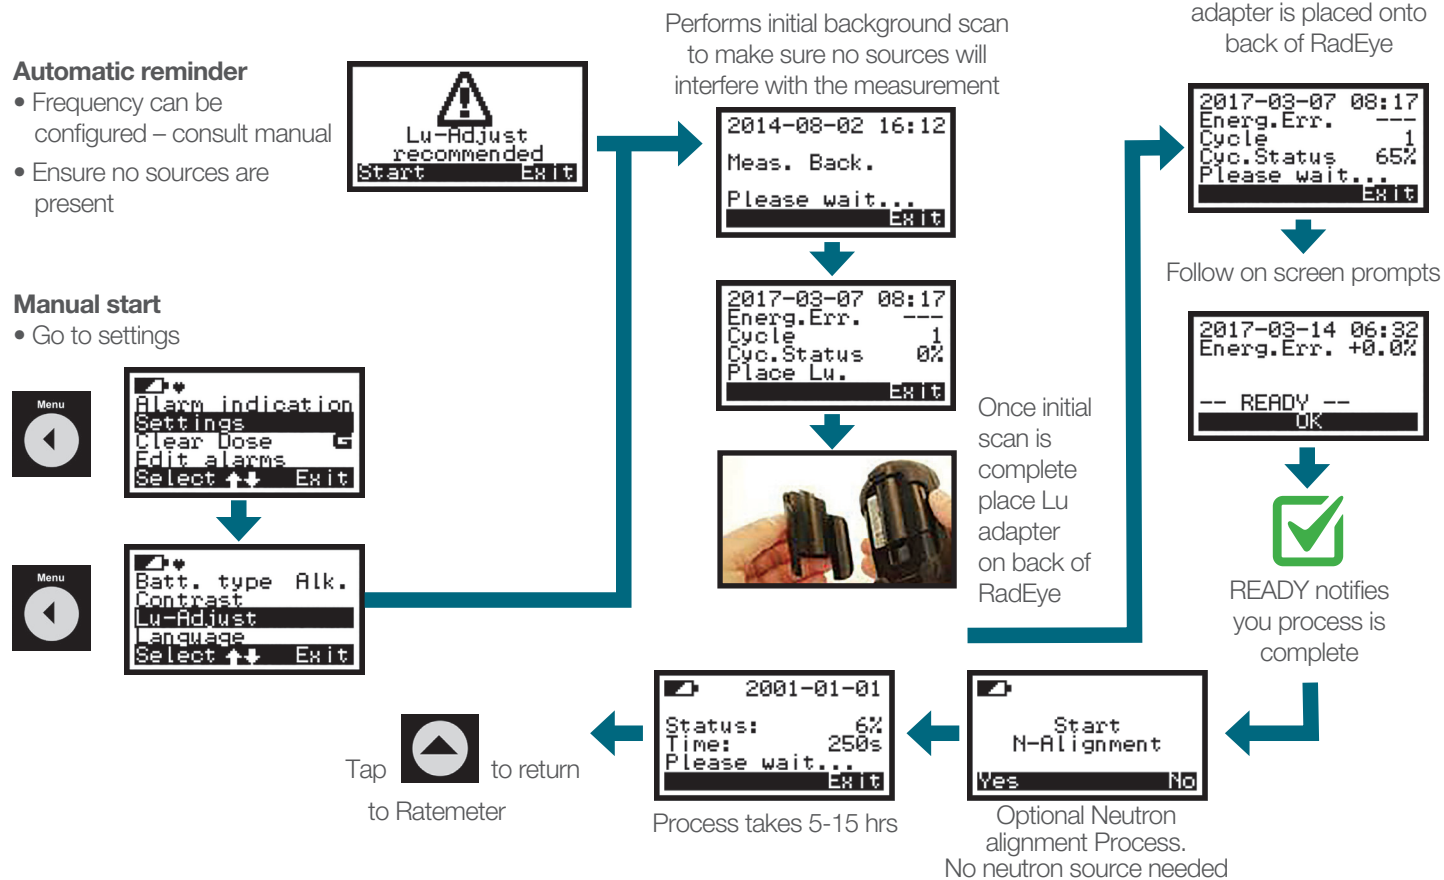 Automatic reminder
• Frequency can be
configured – consult manual
• Ensure no sources are
present
Lu-Adjust
recommended
Start Exit
Manual start
• Go to settings
Menu
Alarm indication
Settings
Clear Dose G
Edit alarms
Select Exit
Menu
Batt. type Alk.
Contrast
Lu-Adjust
Language
Select Exit
Performs initial background scan
to make sure no sources will
interfere with the measurement
2014-08-02 16:12
Meas. Back.
Please wait...
Exit
2017-03-07 08:17
Energ.Err. ---
Cycle 1
Cyc.Status 0%
Place Lu.
Exit
Once initial
scan is
complete
place Lu
adapter
on back of
RadEye
adapter is placed onto
back of RadEye
2017-03-07 08:17
Energ.Err. ---
Cycle 1
Cyc.Status 65%
Please wait...
Exit
Follow on screen prompts
2017-03-14 06:32
Energ.Err. +0.0%
-- READY --
OK
READY notifies
you process is
complete
Start
N-Alignment
Yes No
Optional Neutron
alignment Process.
No neutron source needed
2001-01-01
Status: 6%
Time: 250s
Please wait...
Exit
Process takes 5-15 hrs
Tap to return
to Ratemeter